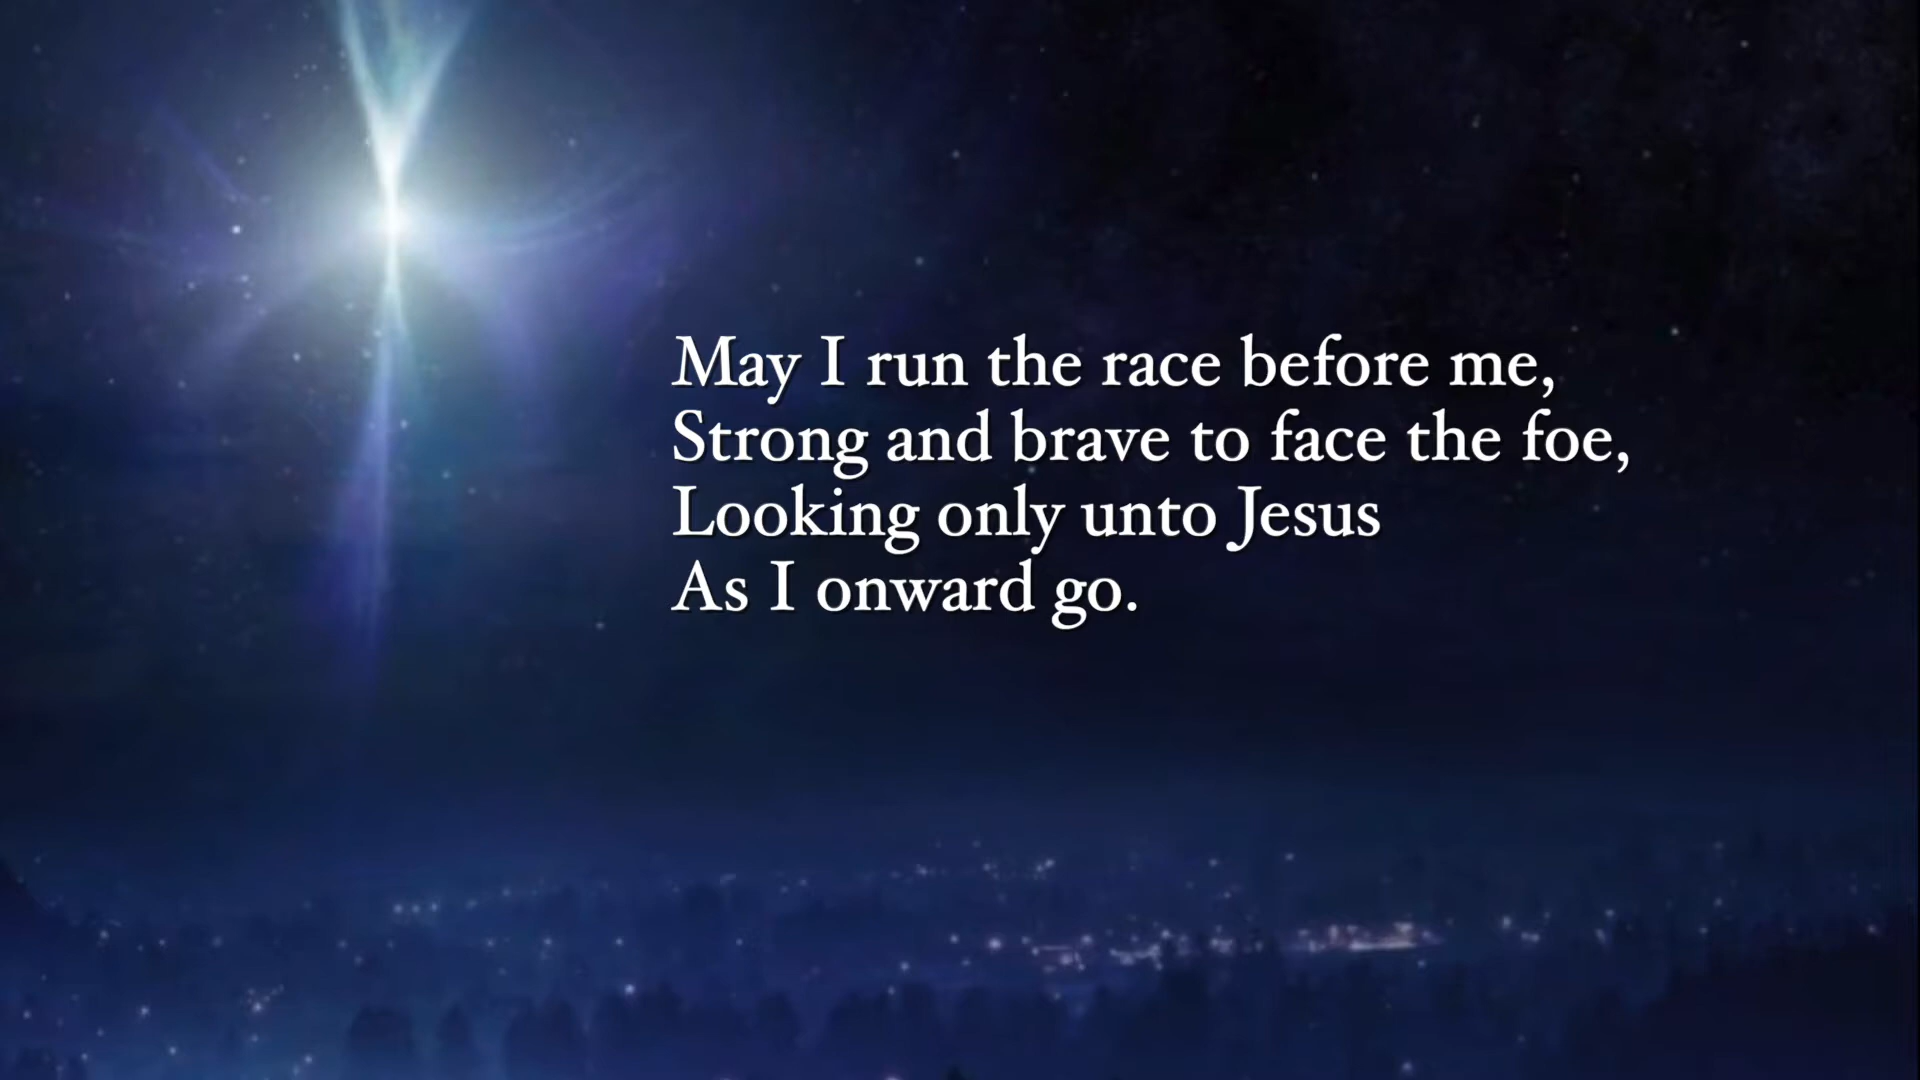 May I run the race before me,
Strong and brave to face the foe,
Looking only unto Jesus
As I onward go.